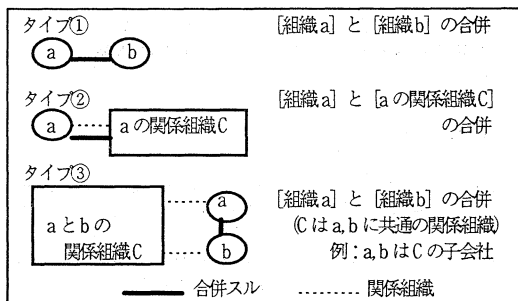 タイプ① [組織a] と [組織b] の合併
a b
タイプ② [組織a] と [aの関係組織C]
a aの関係組織C の合併
タイプ③
a [組織a] と [組織b] の合併
aとbの (Cはa,bに共通の関係組織)
関係組織C b 例：a,bはCの子会社
合併スル 関係組織